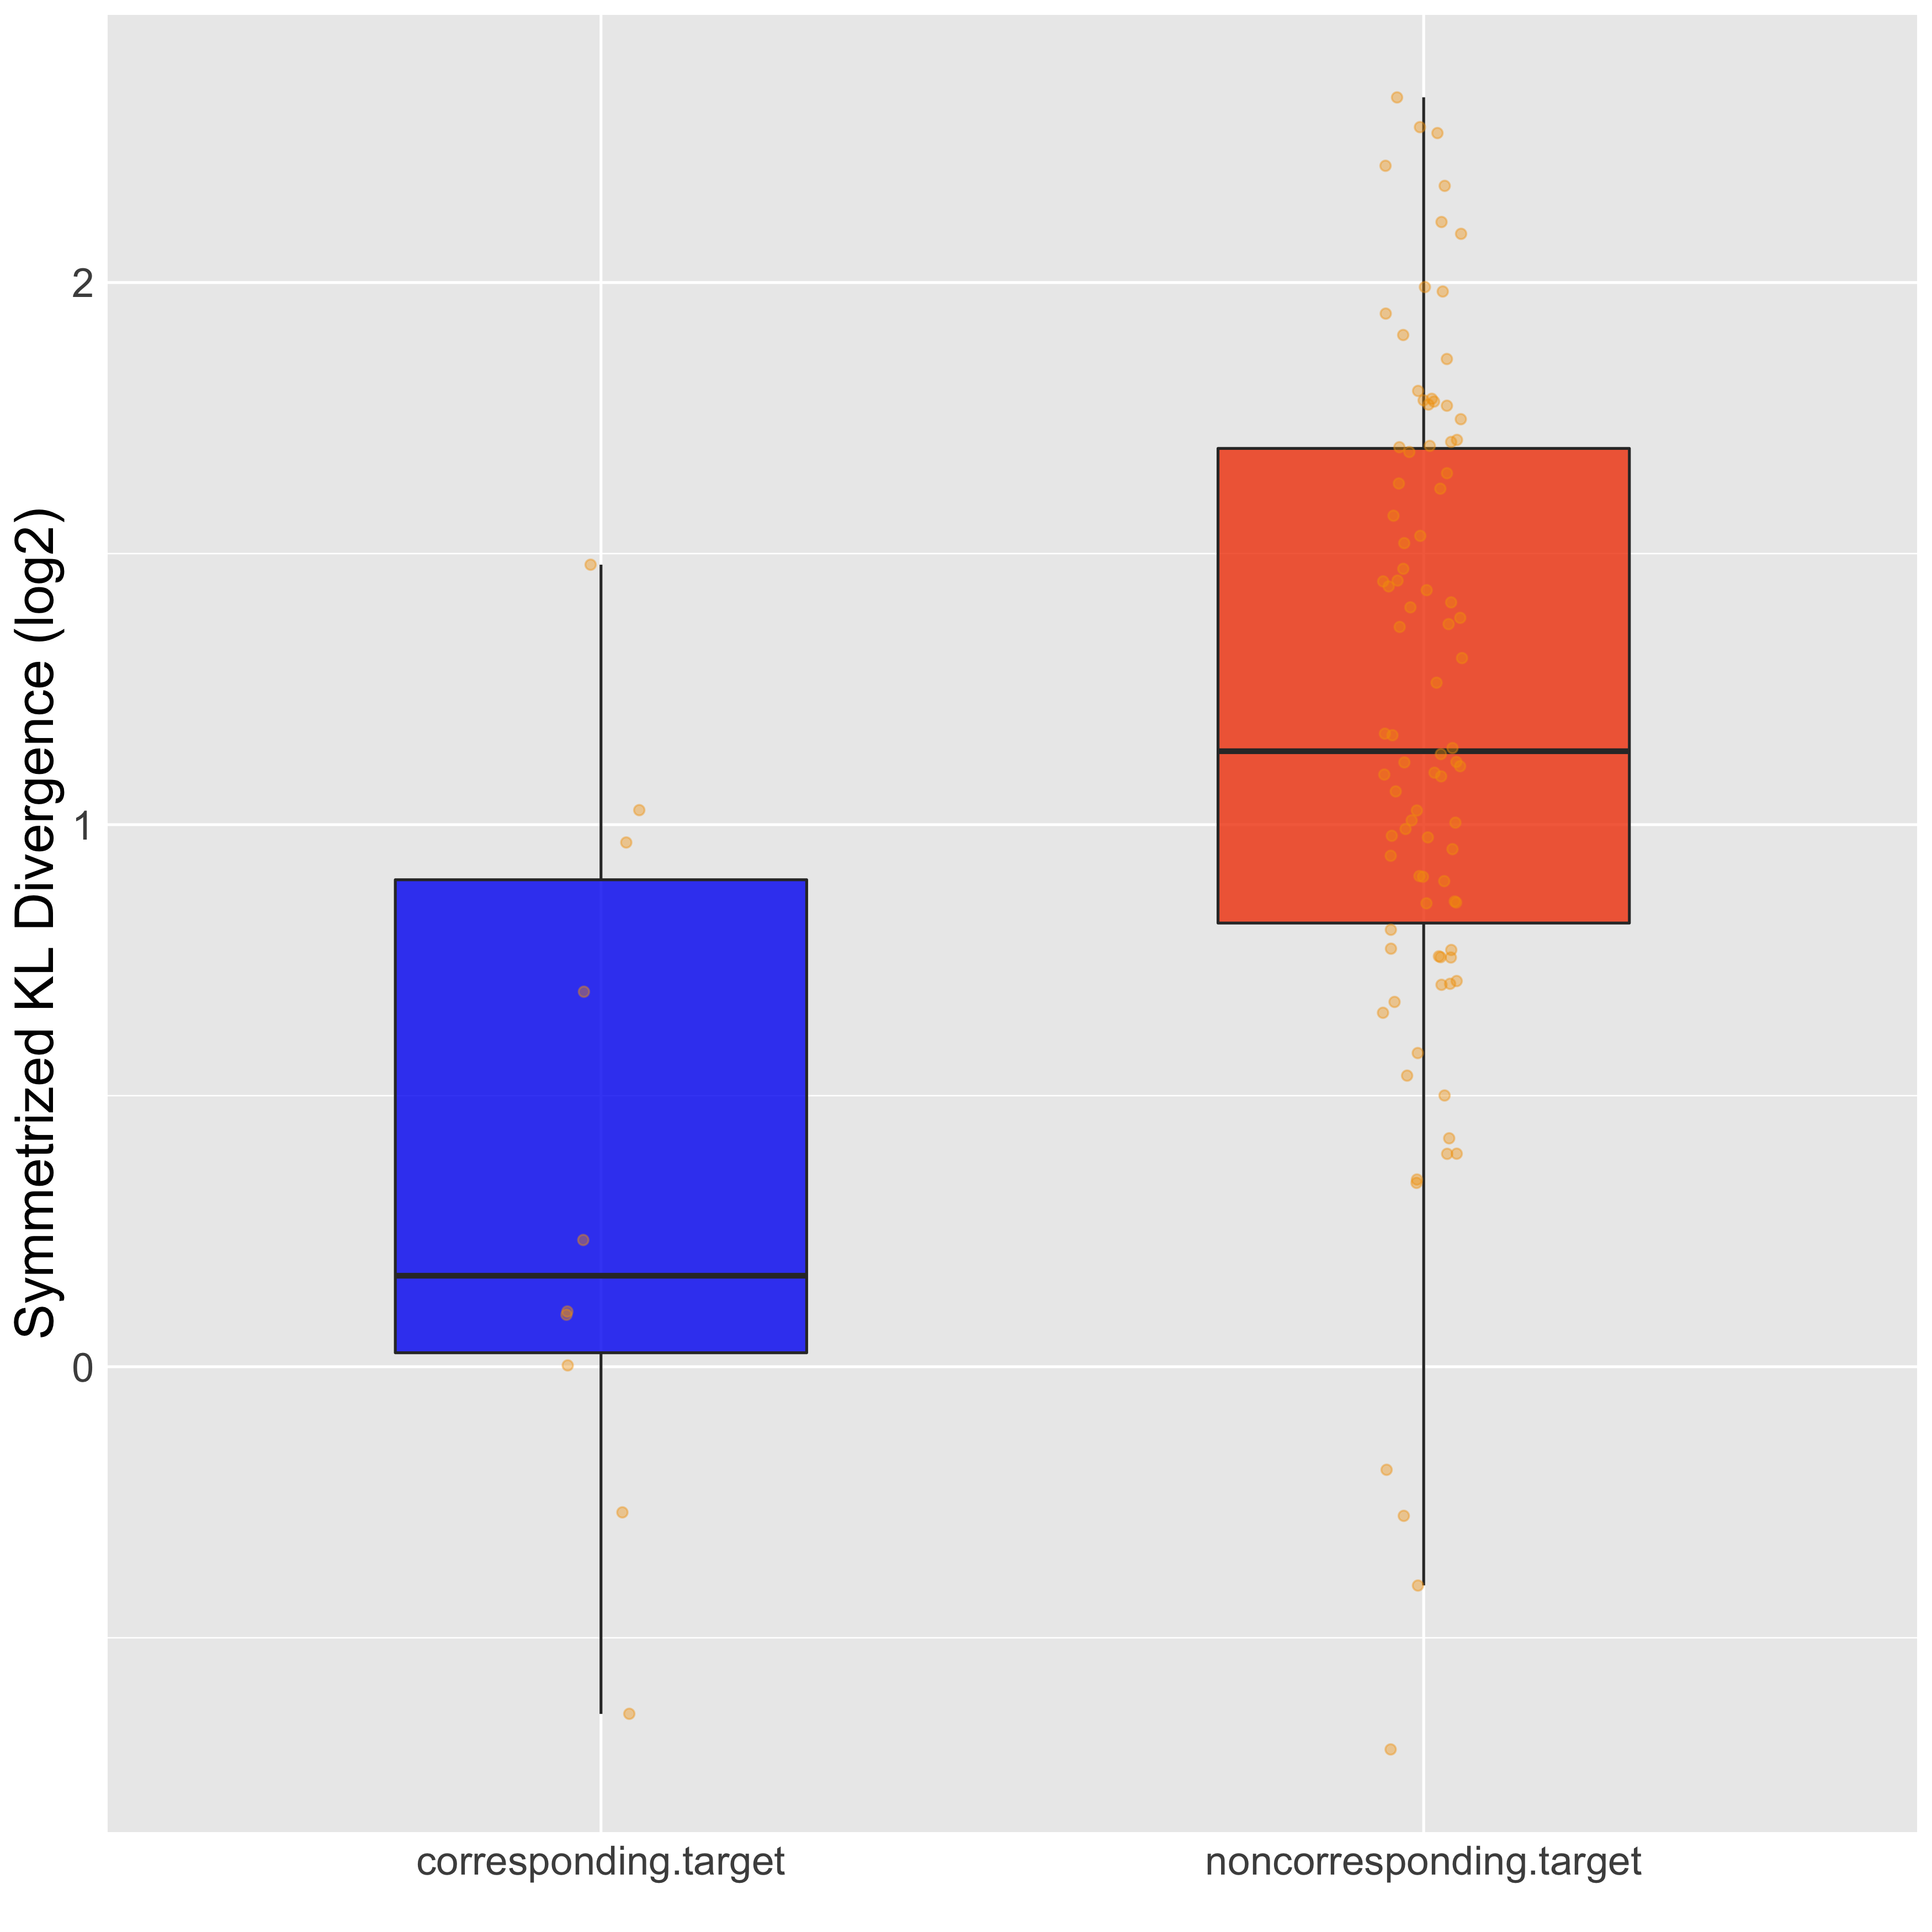 Symmetrized KL Divergence (log2)
2
1
0
corresponding.target
noncorresponding.target